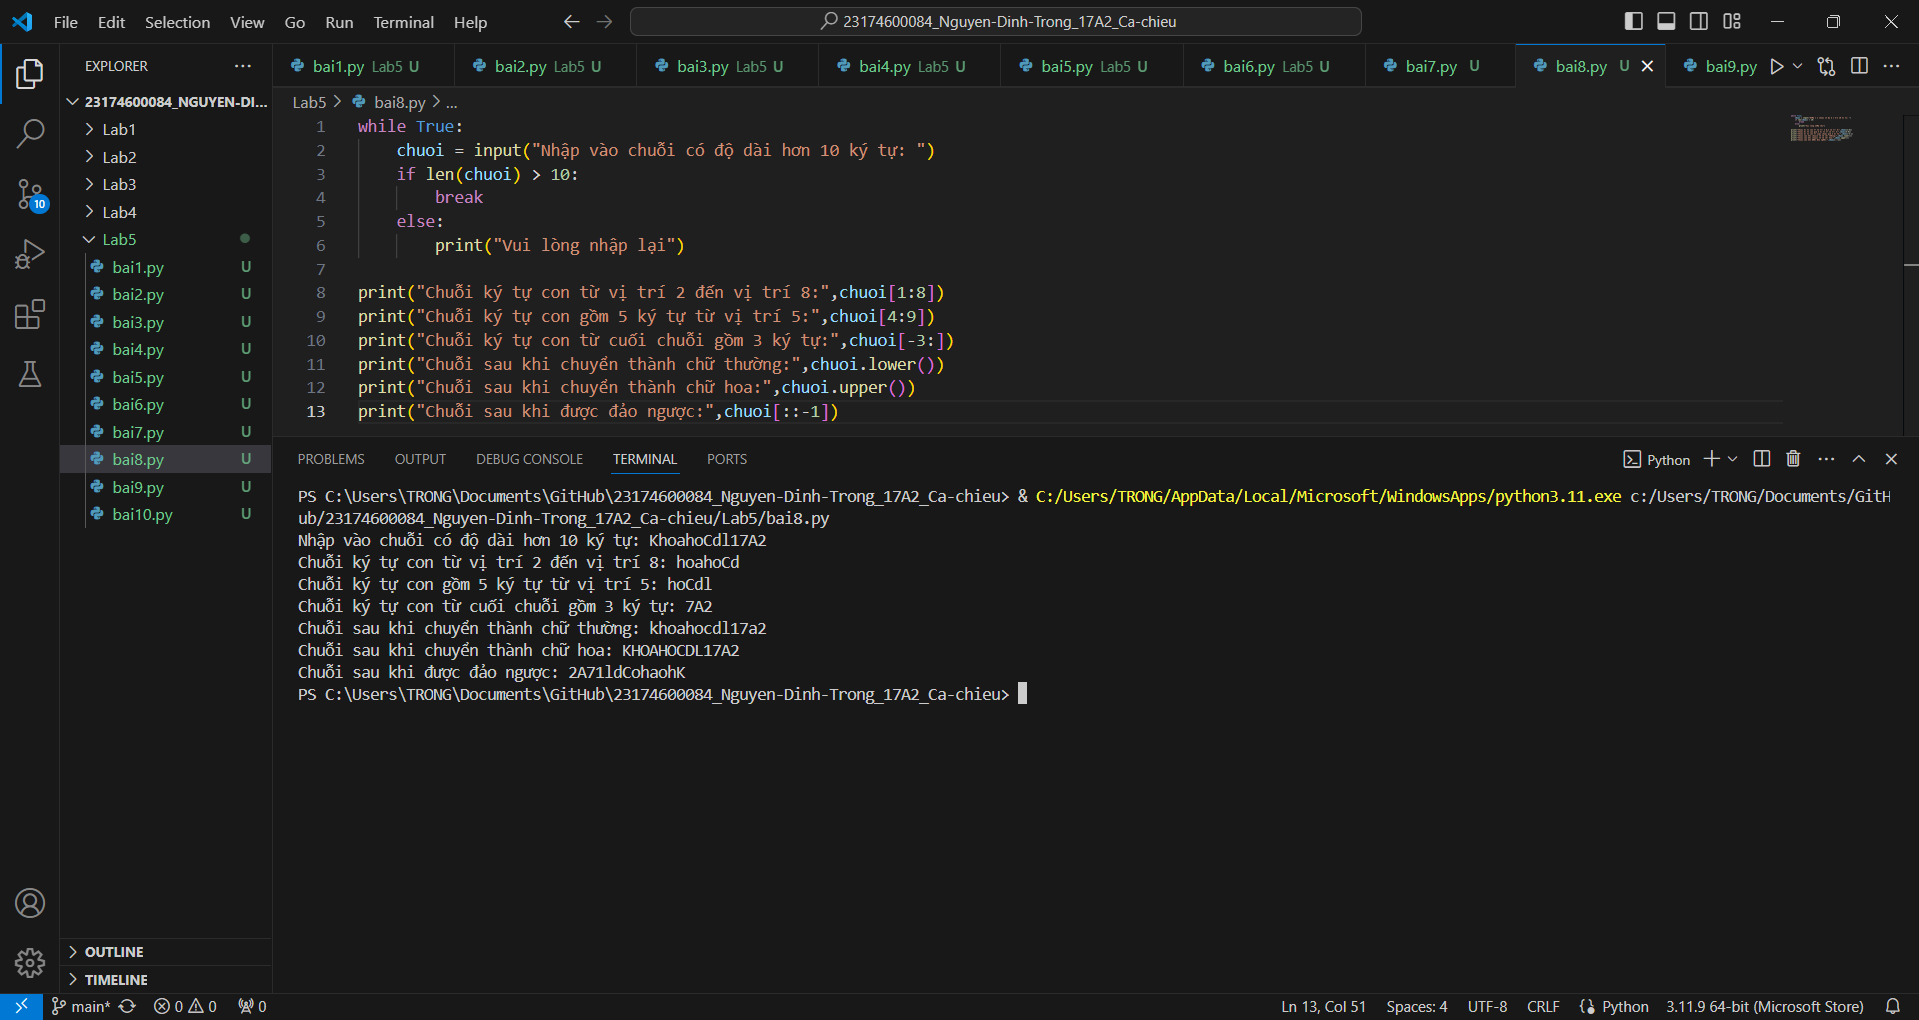 File Edit Selection View Go Run Terminal Help
23174600084_Nguyen-Dinh-Trong_17A2_Ca-chieu
EXPLORER
23174600084_NGUYEN-DI...
Lab1
Lab2
Lab3
Lab4
Lab5
bai1.py U
bai2.py U
bai3.py U
bai4.py U
bai5.py U
bai6.py U
bai7.py U
bai8.py U
bai9.py U
bai10.py U
OUTLINE
TIMELINE
bai1.py Lab5 U bai2.py Lab5 U bai3.py Lab5 U bai4.py Lab5 U bai5.py Lab5 U bai6.py Lab5 U bai7.py U bai8.py U bai9.py
Lab5 > bai8.py > ...
1 while True:
2 chuoi = input("Nhập vào chuỗi có độ dài hơn 10 ký tự: ")
3 if len(chuoi) > 10:
4 break
5 else:
6 print("Vui lòng nhập lại")
7
8 print("Chuỗi ký tự con từ vị trí 2 đến vị trí 8:",chuoi[1:8])
9 print("Chuỗi ký tự con gồm 5 ký tự từ vị trí 5:",chuoi[4:9])
10 print("Chuỗi ký tự con từ cuối chuỗi gồm 3 ký tự:",chuoi[-3:])
11 print("Chuỗi sau khi chuyển thành chữ thường:",chuoi.lower())
12 print("Chuỗi sau khi chuyển thành chữ hoa:",chuoi.upper())
13 print("Chuỗi sau khi được đảo ngược:",chuoi[::-1])
PROBLEMS OUTPUT DEBUG CONSOLE TERMINAL PORTS
Python
PS C:\Users\TRONG\Documents\GitHub\23174600084_Nguyen-Dinh-Trong_17A2_Ca-chieu> & C:/Users/TRONG/AppData/Local/Microsoft/WindowsApps/python3.11.exe c:/Users/TRONG/Documents/GitH
ub/23174600084_Nguyen-Dinh-Trong_17A2_Ca-chieu/Lab5/bai8.py
Nhập vào chuỗi có độ dài hơn 10 ký tự: KhoahoCdl17A2
Chuỗi ký tự con từ vị trí 2 đến vị trí 8: hoahoCd
Chuỗi ký tự con gồm 5 ký tự từ vị trí 5: hoCdl
Chuỗi ký tự con từ cuối chuỗi gồm 3 ký tự: 7A2
Chuỗi sau khi chuyển thành chữ thường: khoahocdl17a2
Chuỗi sau khi chuyển thành chữ hoa: KHOAHOCDL17A2
Chuỗi sau khi được đảo ngược: 2A71ldCohaohK
PS C:\Users\TRONG\Documents\GitHub\23174600084_Nguyen-Dinh-Trong_17A2_Ca-chieu>
10
main* 0 0 0
Ln 13, Col 51 Spaces: 4 UTF-8 CRLF Python 3.11.9 64-bit (Microsoft Store)